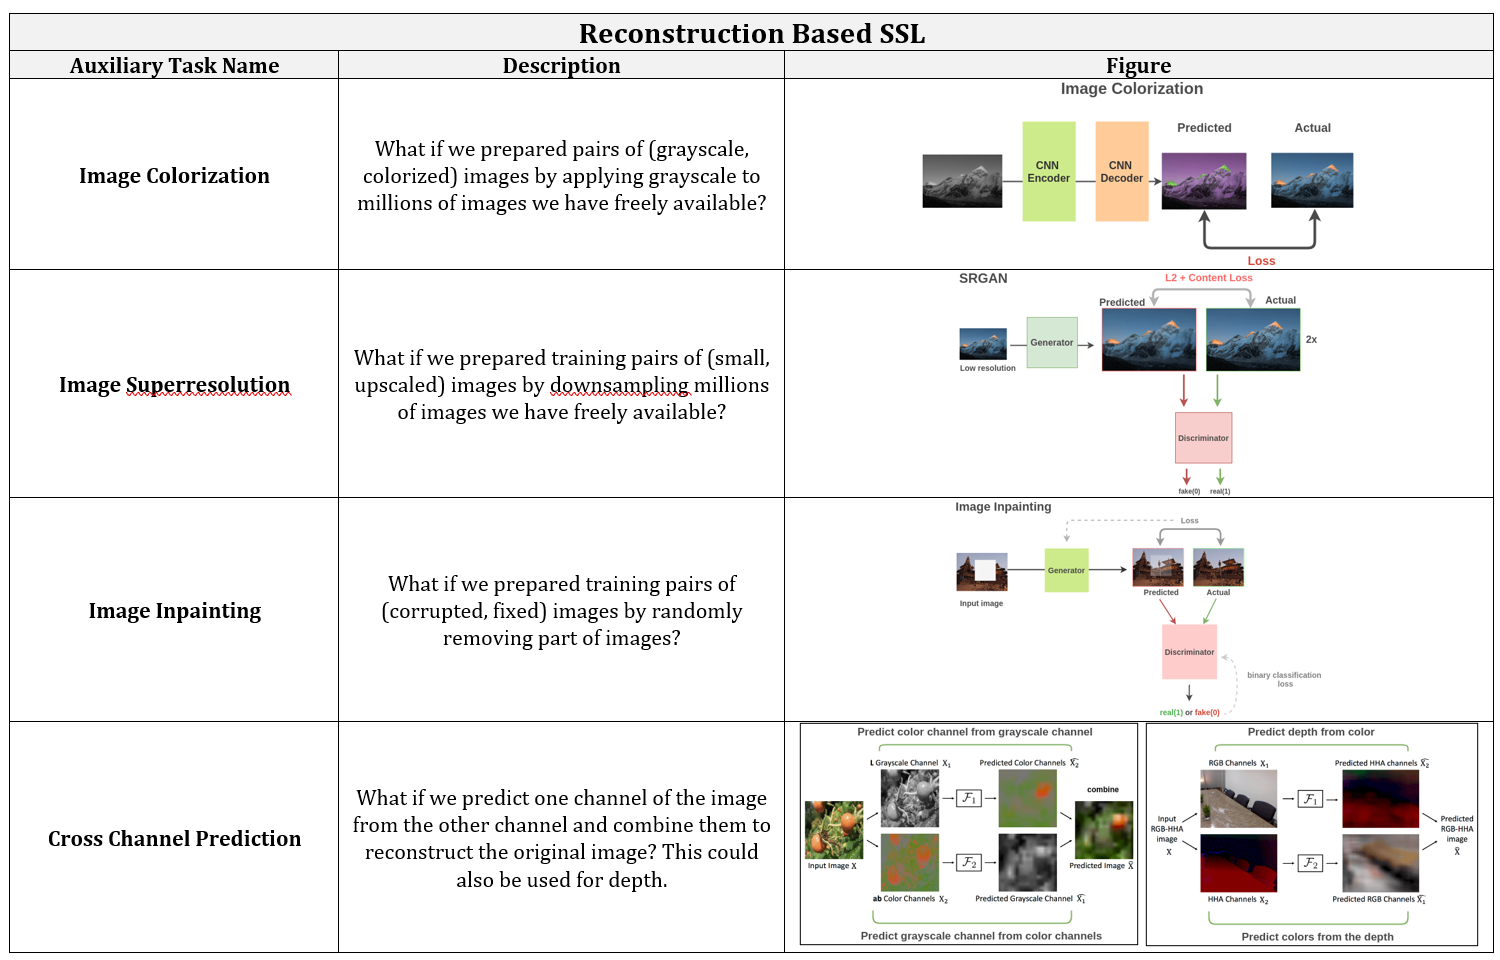 Reconstruction Based SSL
Auxiliary Task Name
Description
Figure
Image Colorization
What if we prepared pairs of (grayscale,
colorized) images by applying grayscale to
millions of images we have freely available?
Image Colorization
Predicted
Actual
CNN
Encoder
CNN
Decoder
Loss
Image Superresolution
What if we prepared training pairs of (small,
upscaled) images by downsampling millions
of images we have freely available?
SRGAN
L2 + Content Loss
Predicted
Actual
Generator
2x
Low resolution
Discriminator
fake(0)
real(1)
Image Inpainting
What if we prepared training pairs of
(corrupted, fixed) images by randomly
removing part of images?
Image Inpainting
Loss
Generator
Input image
Predicted
Actual
Discriminator
binary classification
loss
real(1) or fake(0)
Cross Channel Prediction
What if we predict one channel of the image
from the other channel and combine them to
reconstruct the original image? This could
also be used for depth.
Predict color channel from grayscale channel
L Grayscale Channel X₁
Predicted Color Channels X̂₂
F₁
combine
Input Image X
F₂
Predicted Image X̂
ab Color Channels X₂
Predicted Grayscale Channel X̂₁
Predict grayscale channel from color channels
Predict depth from color
RGB Channels X₁
Predicted HHA channels X̂₂
F₁
Input
RGB-HHA
image
X
Predicted
RGB-HHA
image
X̂
F₂
HHA Channels X₂
Predicted RGB Channels X̂₁
Predict colors from the depth